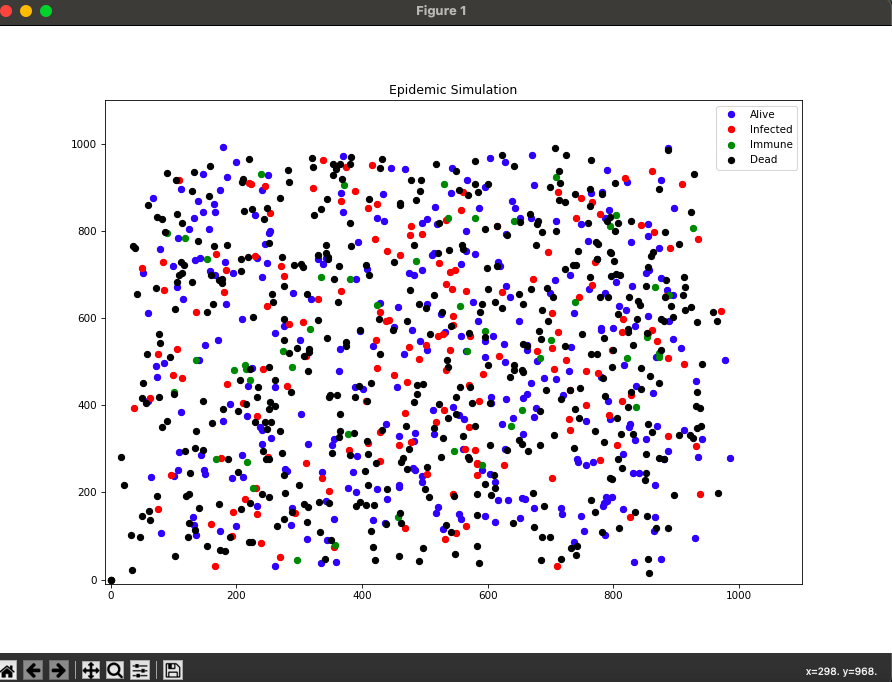 Figure 1
Epidemic Simulation
Alive
Infected
Immune
Dead
1000
800
600
400
200
0
0 200 400 600 800 1000
x=298. y=968.